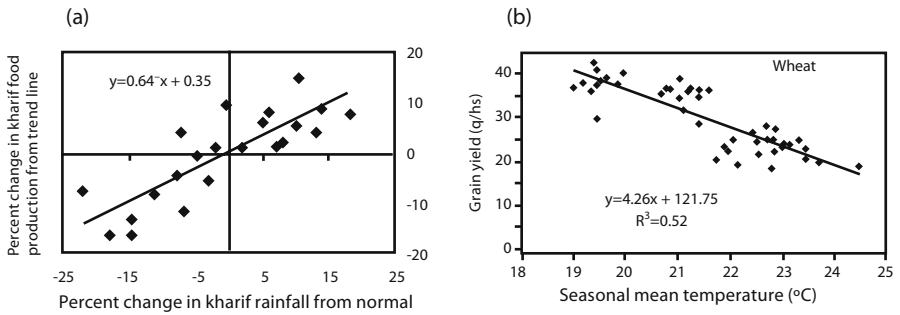 (a)
Percent change in kharif food
production from trend line
y=0.64⁻x + 0.35
20
10
0
-10
-20
-25
-15
-5
5
15
25
Percent change in kharif rainfall from normal
(b)
Grain yield (q/hs)
40
30
20
10
0
Wheat
y=4.26x + 121.75
R³=0.52
18
19
20
21
22
23
24
25
Seasonal mean temperature (ºC)